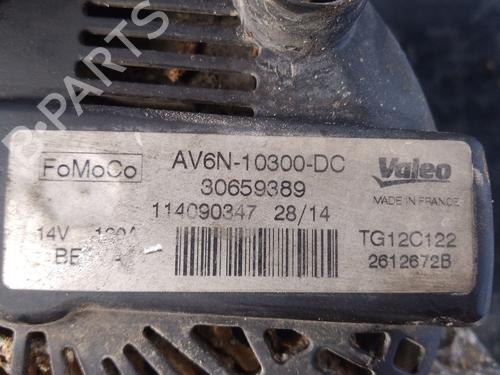 B-PARTS
FoMoCo
AV6N-10300-DC
30659389
Valeo
MADE IN FRANCE
114090347 28/14
14V
TG12C122
2612672B